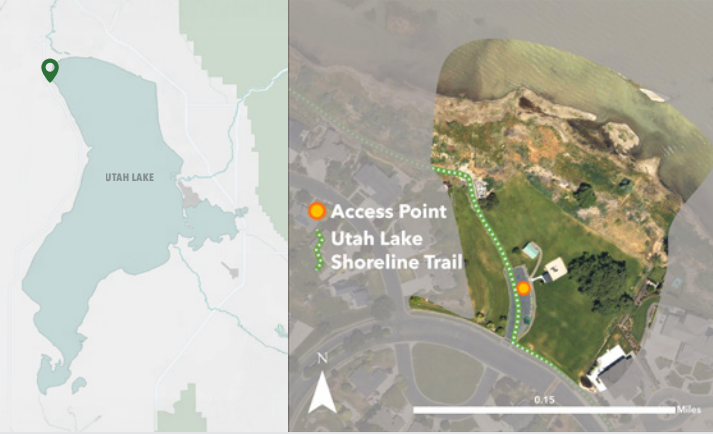 UTAH LAKE
Access Point
Utah Lake
Shoreline Trail
N
0.15
Miles